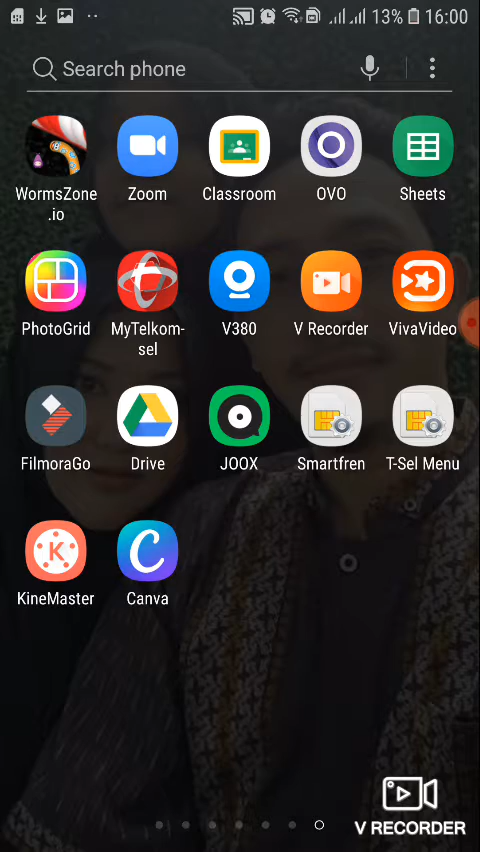 13% 16:00
Search phone
WormsZone
.io
Zoom
Classroom
OVO
Sheets
PhotoGrid
MyTelkom-
sel
V380
V Recorder
VivaVideo
FilmoraGo
Drive
JOOX
Smartfren
T-Sel Menu
K
KineMaster
C
Canva
V RECORDER